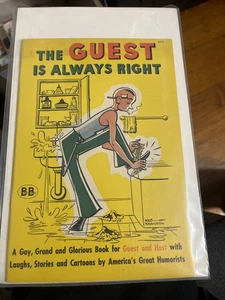 THE GUEST
IS ALWAYS RIGHT
BB
A Gay, Grand and Glorious Book for Guest and Host with
Laughs, Stories and Cartoons by America's Great Humorists